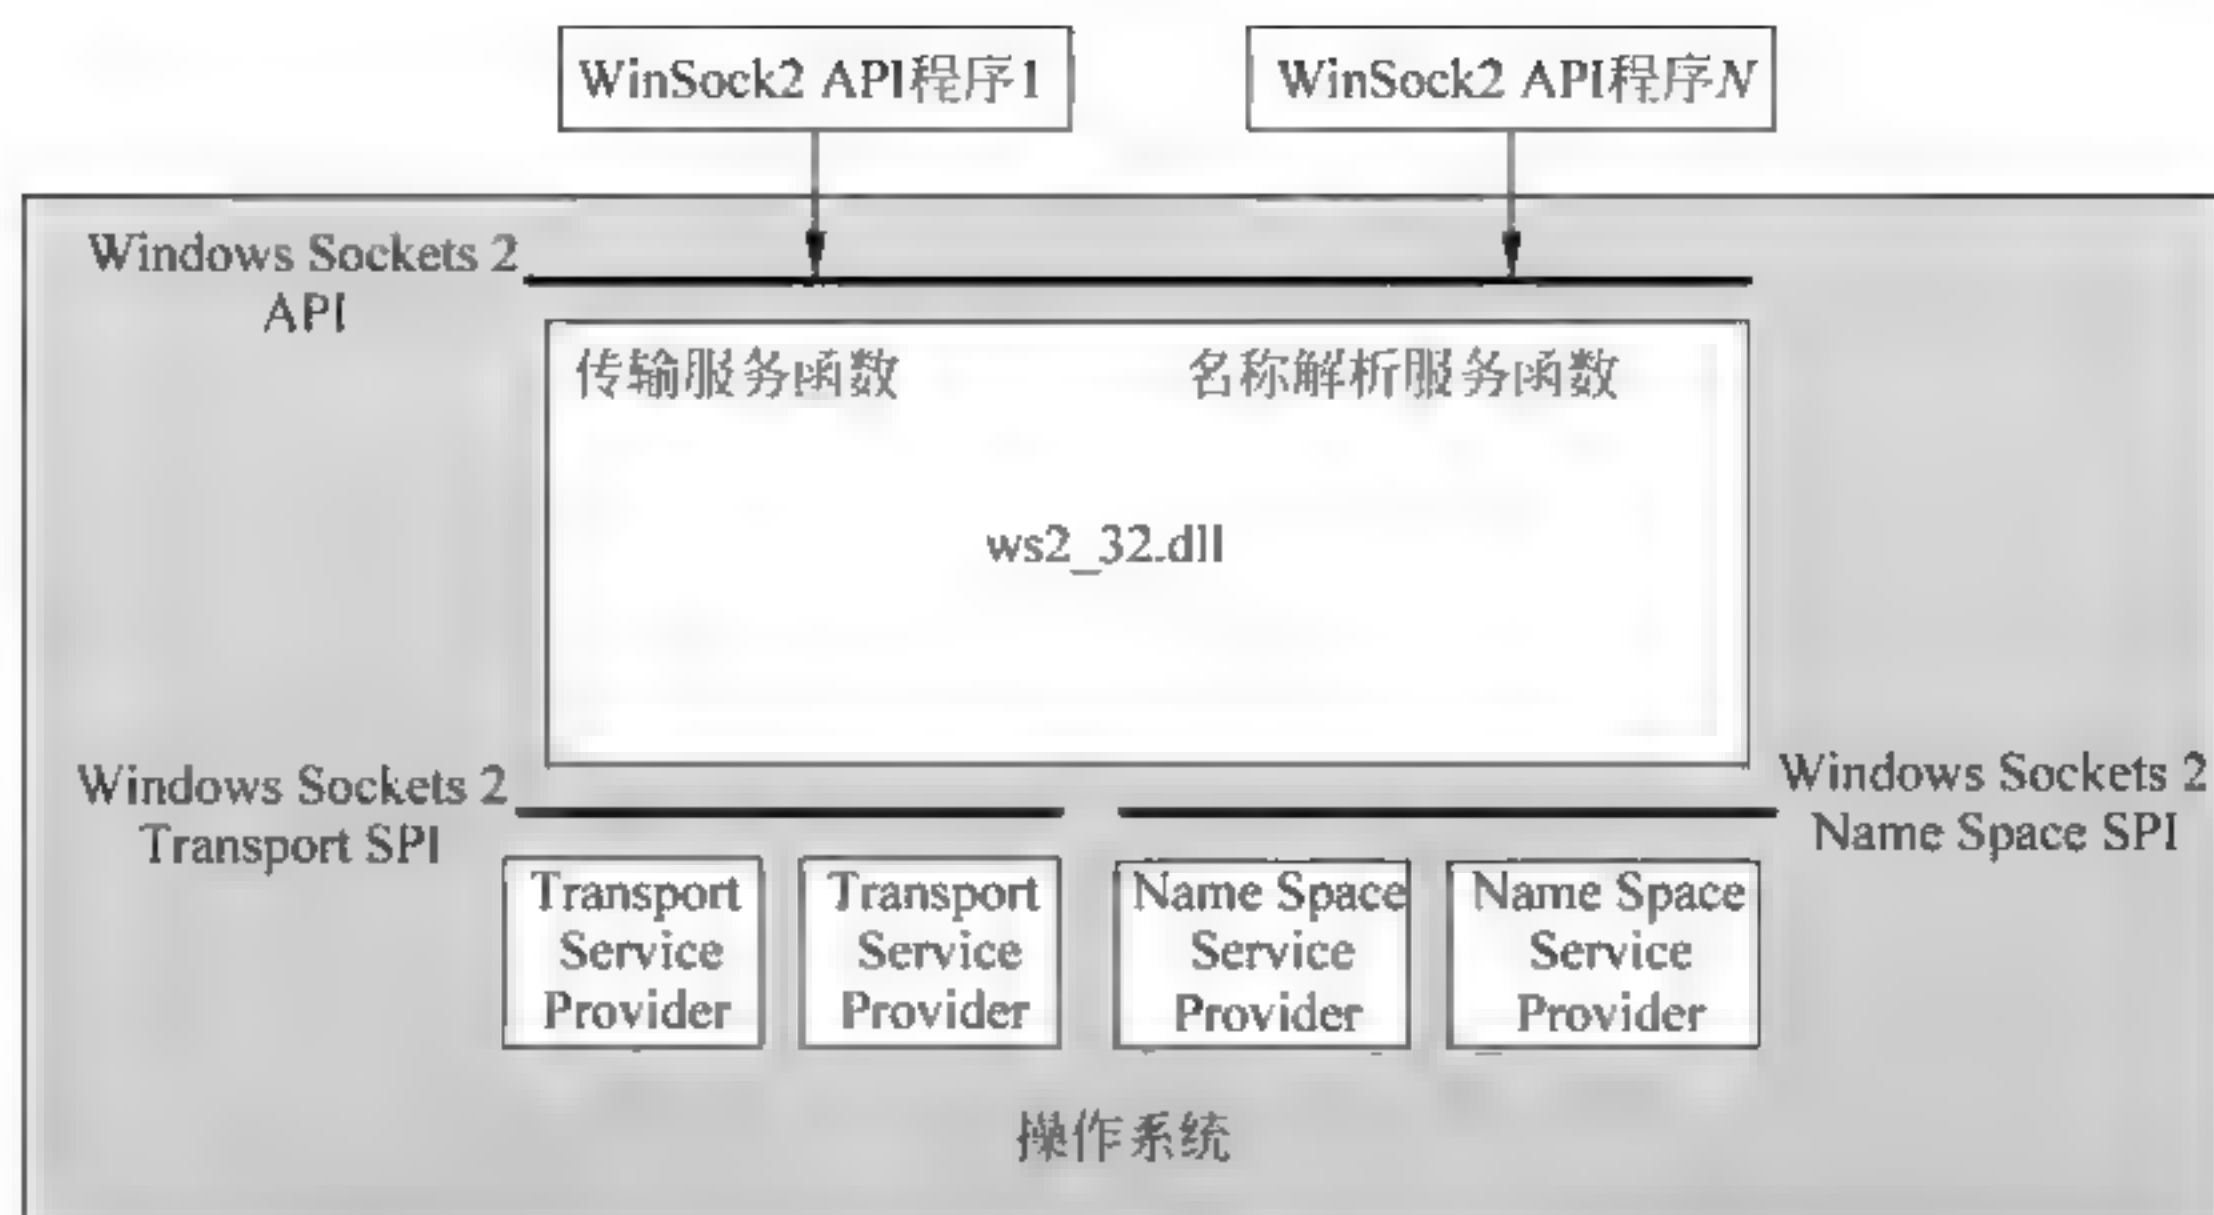 WinSock2 API程序1
WinSock2 API程序N
Windows Sockets 2
API
传输服务函数
名称解析服务函数
ws2_32.dll
Windows Sockets 2
Transport SPI
Windows Sockets 2
Name Space SPI
Transport
Service
Provider
Transport
Service
Provider
Name Space
Service
Provider
Name Space
Service
Provider
操作系统